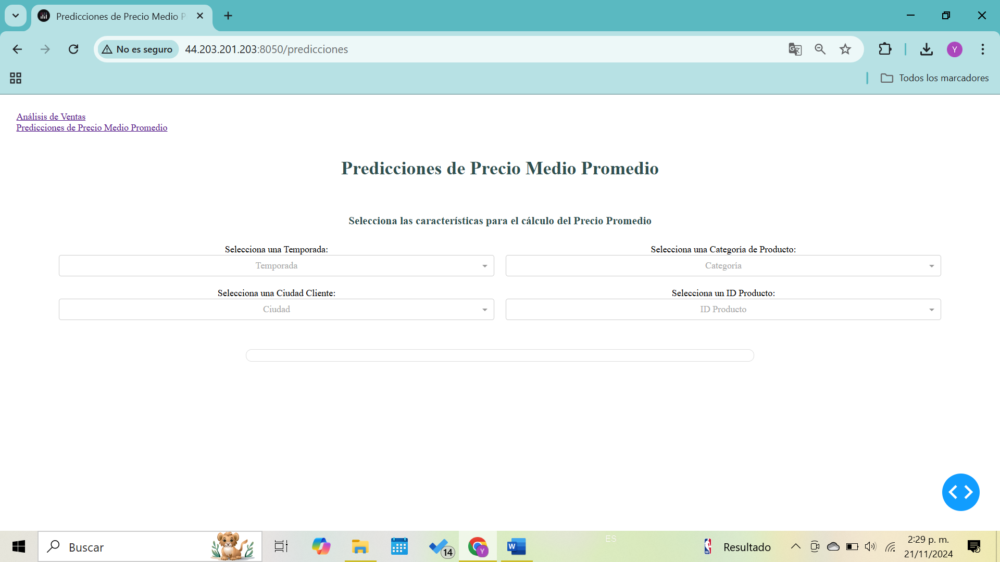 Predicciones de Precio Medio P
No es seguro
44.203.201.203:8050/predicciones
Y
Todos los marcadores
Análisis de Ventas
Predicciones de Precio Medio Promedio
Predicciones de Precio Medio Promedio
Selecciona las características para el cálculo del Precio Promedio
Selecciona una Temporada:
Temporada
Selecciona una Categoría de Producto:
Categoría
Selecciona una Ciudad Cliente:
Ciudad
Selecciona un ID Producto:
ID Producto
Buscar
14
Y
W
ES
Resultado
2:29 p. m.
21/11/2024